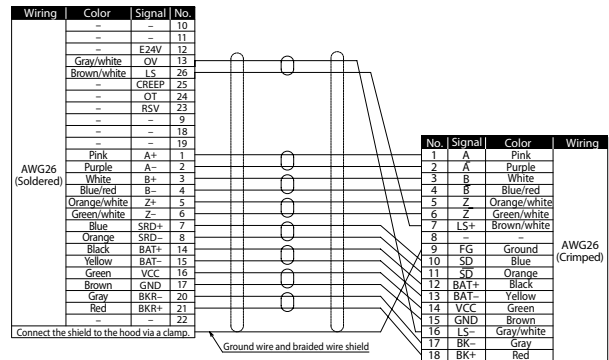 Wiring Color Signal No.
– – 10
– – 11
– E24V 12
Gray/white OV 13
Brown/white LS 26
– CREEP 25
– OT 24
– RSV 23
– – 9
– – 18
– – 19
Pink A+ 1
Purple A– 2
White B+ 3
Blue/red B– 4
Orange/white Z+ 5
Green/white Z– 6
Blue SRD+ 7
Orange SRD– 8
Black BAT+ 14
Yellow BAT– 15
Green VCC 16
Brown GND 17
Gray BKR– 20
Red BKR+ 21
– – 22
AWG26
(Soldered)
Connect the shield to the hood via a clamp.
Ground wire and braided wire shield
No. Signal Color Wiring
1 A Pink
2 A̅ Purple
3 B White
4 B̅ Blue/red
5 Z Orange/white
6 Z̅ Green/white
7 LS+ Brown/white
8 – –
9 FG Ground
10 SD Blue
11 S̅D̅ Orange
12 BAT+ Black
13 BAT– Yellow
14 VCC Green
15 GND Brown
16 LS– Gray/white
17 BK– Gray
18 BK+ Red
AWG26
(Crimped)